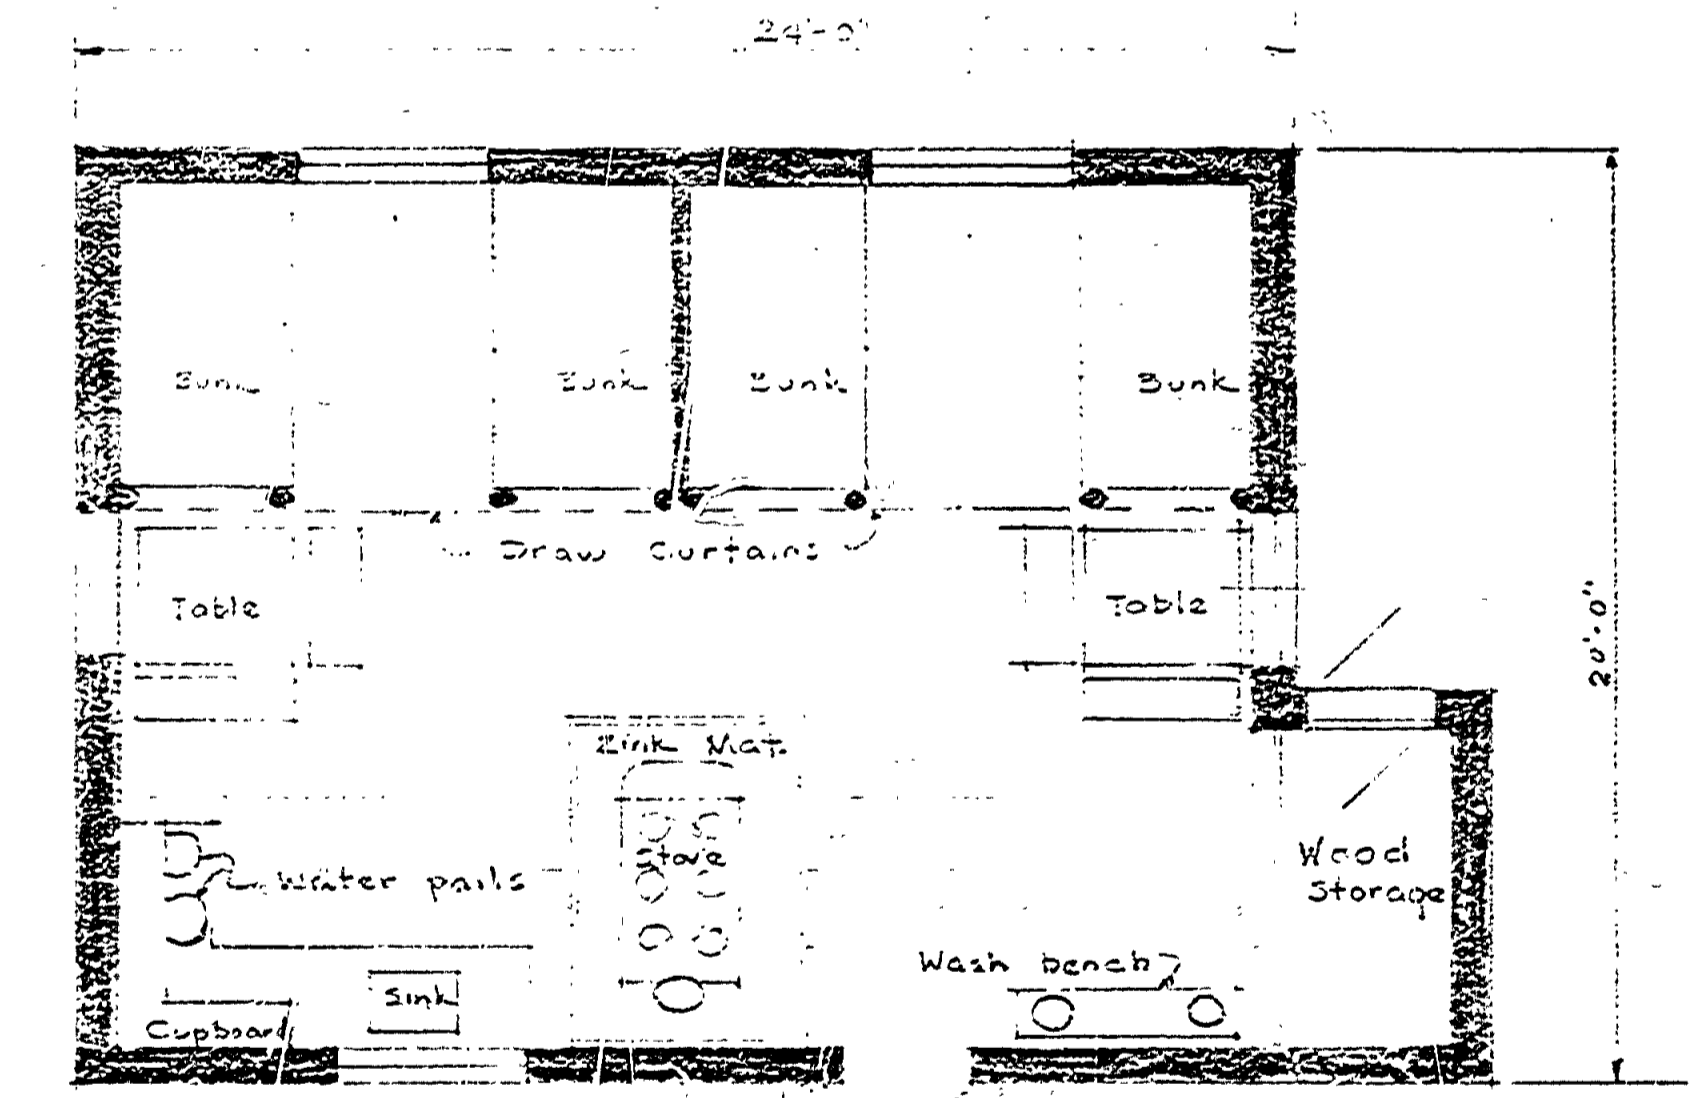 24'-0"
Bunk
Bunk
Bunk
Bunk
Draw Curtains
Table
Table
20'-0"
Zink Mat.
Stove
Water pails
Wood
Storage
Wash bench
Sink
Cupboard